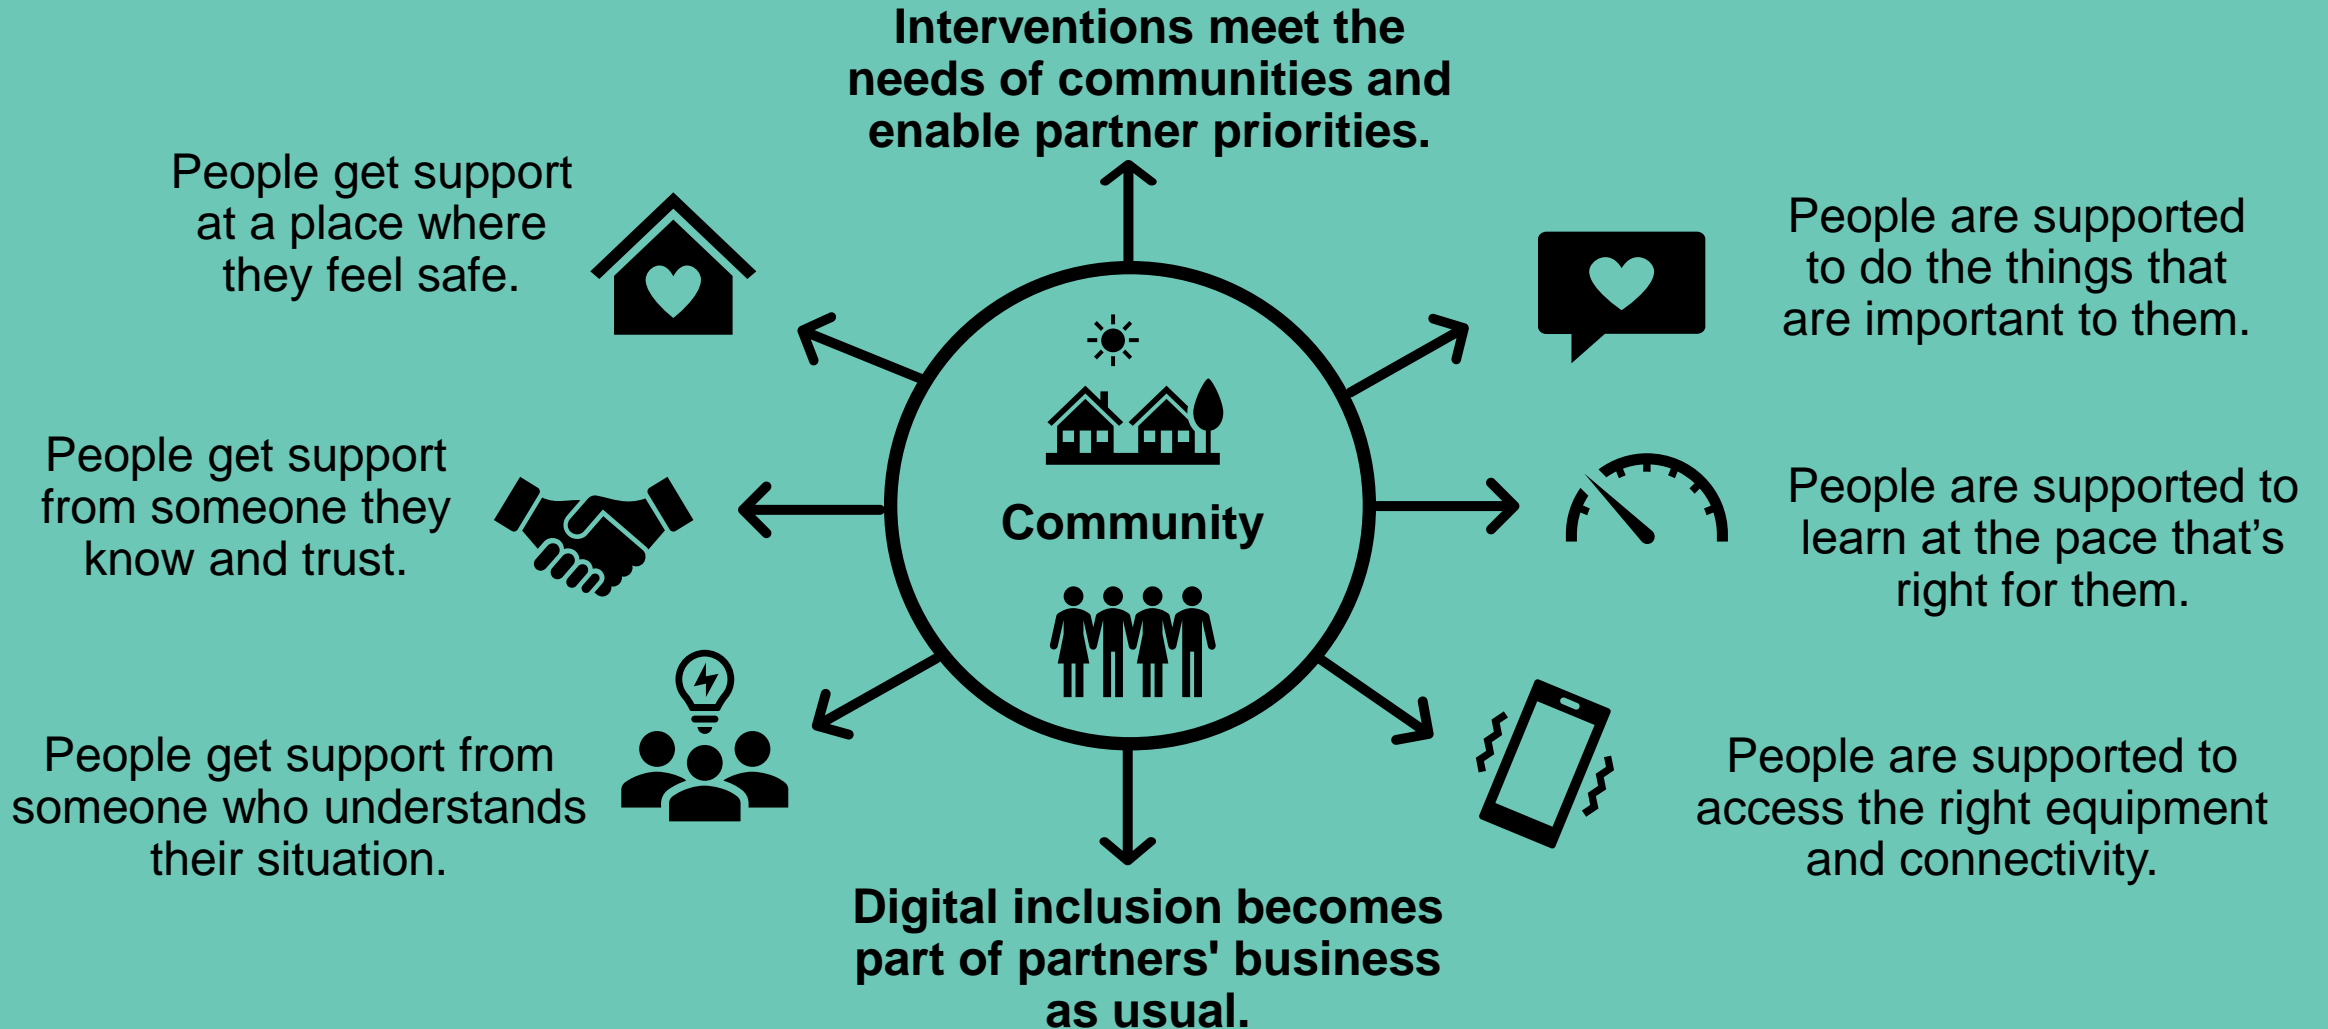 Interventions meet the
needs of communities and
enable partner priorities.
People get support
at a place where
they feel safe.
People are supported
to do the things that
are important to them.
People get support
from someone they
know and trust.
Community
People are supported to
learn at the pace that’s
right for them.
People get support from
someone who understands
their situation.
People are supported to
access the right equipment
and connectivity.
Digital inclusion becomes
part of partners' business
as usual.